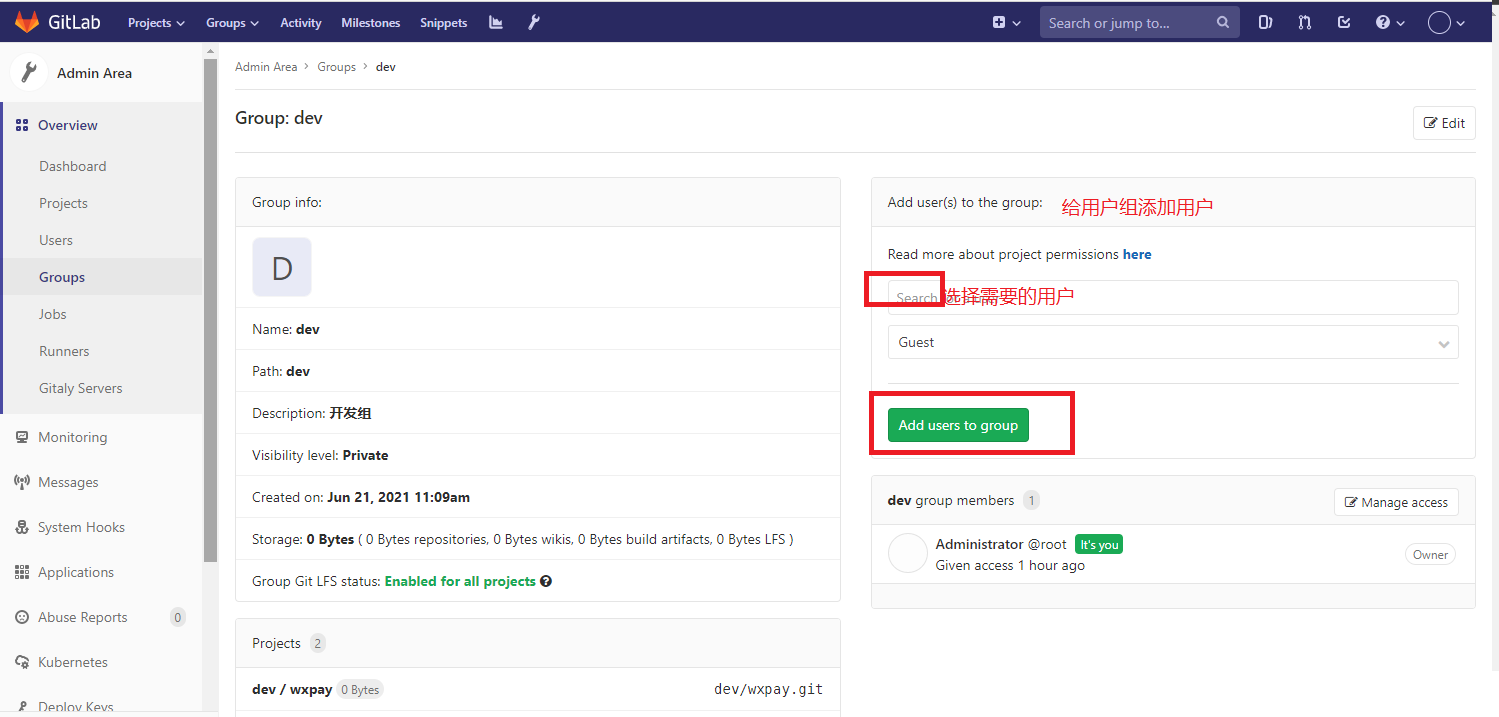 GitLab Projects Groups Activity Milestones Snippets Search or jump to...
Admin Area
Overview
Dashboard
Projects
Users
Groups
Jobs
Runners
Gitaly Servers
Monitoring
Messages
System Hooks
Applications
Abuse Reports 0
Kubernetes
Deploy Keys
Admin Area > Groups > dev
Group: dev
Edit
Group info:
D
Name: dev
Path: dev
Description: 开发组
Visibility level: Private
Created on: Jun 21, 2021 11:09am
Storage: 0 Bytes ( 0 Bytes repositories, 0 Bytes wikis, 0 Bytes build artifacts, 0 Bytes LFS )
Group Git LFS status: Enabled for all projects
Projects 2
dev / wxpay 0 Bytes dev/wxpay.git
Add user(s) to the group: 给用户组添加用户
Read more about project permissions here
Search 选择需要的用户
Guest
Add users to group
dev group members 1 Manage access
Administrator @root It's you
Given access 1 hour ago
Owner